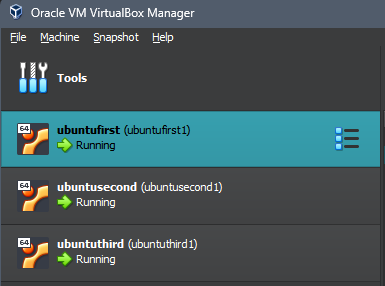 Oracle VM VirtualBox Manager
File Machine Snapshot Help
Tools
64 ubuntufirst (ubuntufirst1)
Running
64 ubuntusecond (ubuntusecond1)
Running
64 ubuntuthird (ubuntuthird1)
Running